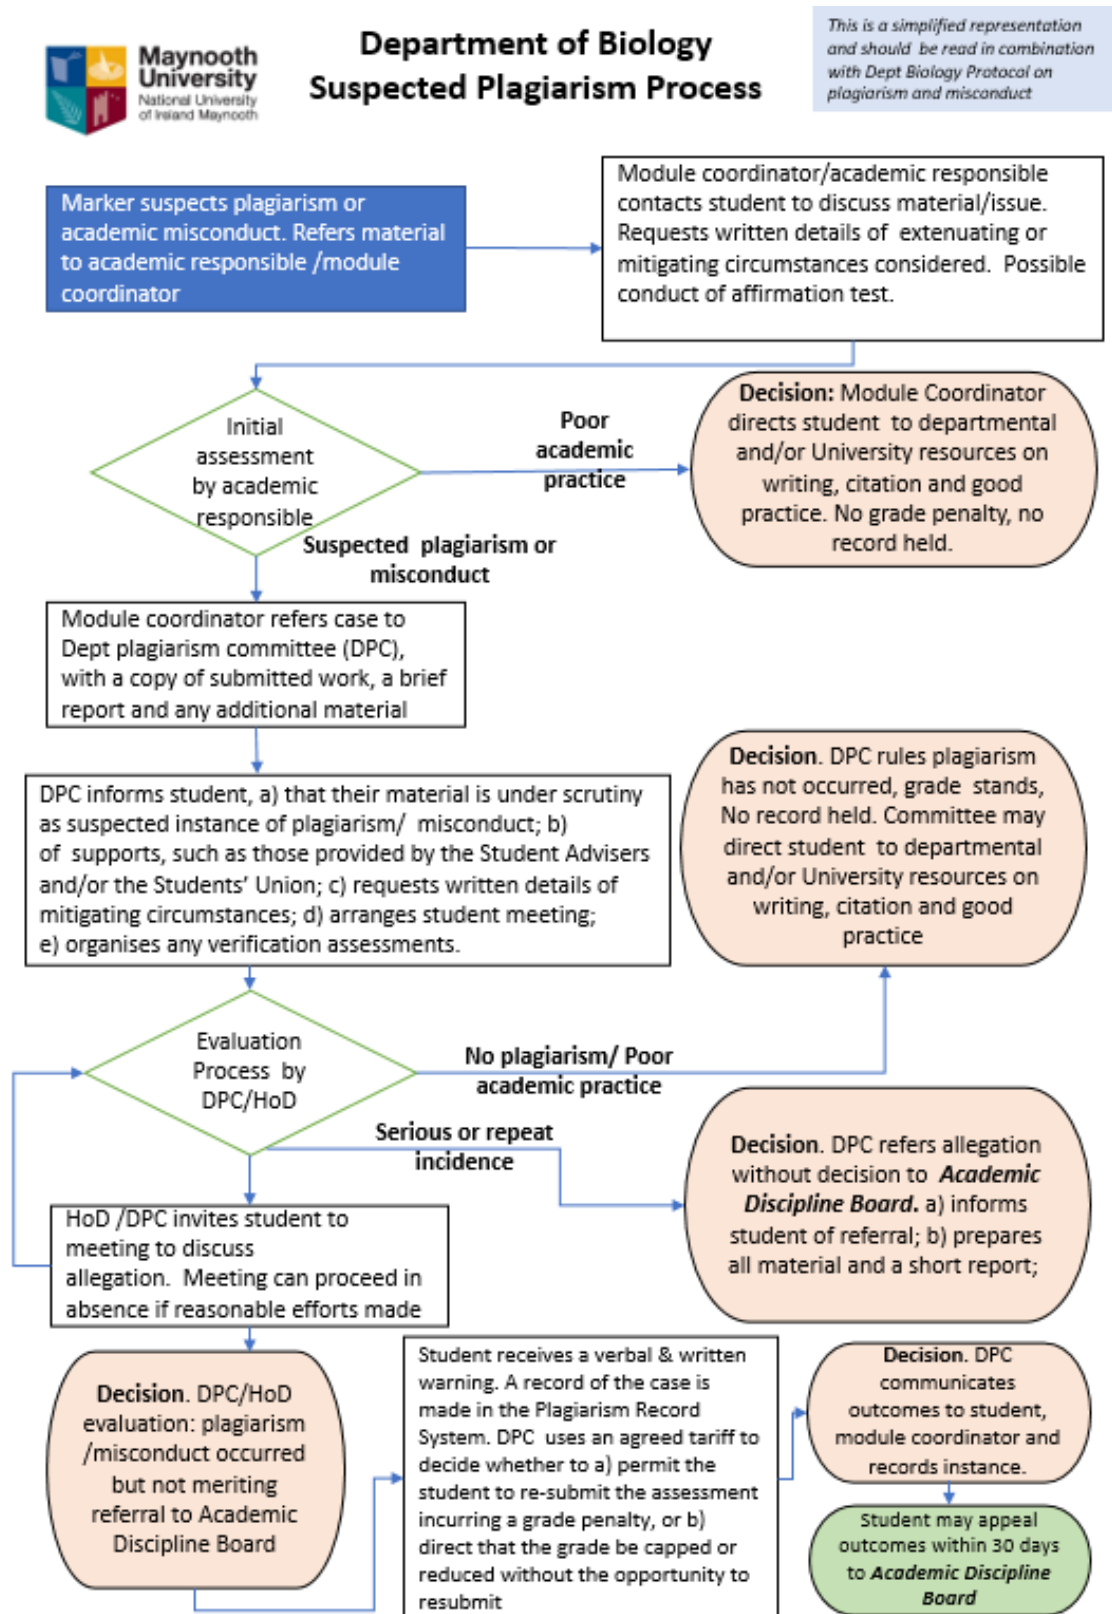 Maynooth
University
National University
of Ireland Maynooth
Department of Biology
Suspected Plagiarism Process
This is a simplified representation
and should be read in combination
with Dept Biology Protocol on
plagiarism and misconduct
Marker suspects plagiarism or
academic misconduct. Refers material
to academic responsible /module
coordinator
Module coordinator/academic responsible
contacts student to discuss material/issue.
Requests written details of extenuating or
mitigating circumstances considered. Possible
conduct of affirmation test.
Initial
assessment
by academic
responsible
Poor
academic
practice
Decision: Module Coordinator
directs student to departmental
and/or University resources on
writing, citation and good
practice. No grade penalty, no
record held.
Suspected plagiarism or
misconduct
Module coordinator refers case to
Dept plagiarism committee (DPC),
with a copy of submitted work, a brief
report and any additional material
DPC informs student, a) that their material is under scrutiny
as suspected instance of plagiarism/ misconduct; b)
of supports, such as those provided by the Student Advisers
and/or the Students' Union; c) requests written details of
mitigating circumstances; d) arranges student meeting;
e) organises any verification assessments.
Decision. DPC rules plagiarism
has not occurred, grade stands,
No record held. Committee may
direct student to departmental
and/or University resources on
writing, citation and good
practice
Evaluation
Process by
DPC/HoD
No plagiarism/ Poor
academic practice
Serious or repeat
incidence
Decision. DPC refers allegation
without decision to Academic
Discipline Board. a) informs
student of referral; b) prepares
all material and a short report;
HoD /DPC invites student to
meeting to discuss
allegation. Meeting can proceed in
absence if reasonable efforts made
Decision. DPC/HoD
evaluation: plagiarism
/misconduct occurred
but not meriting
referral to Academic
Discipline Board
Student receives a verbal & written
warning. A record of the case is
made in the Plagiarism Record
System. DPC uses an agreed tariff to
decide whether to a) permit the
student to re-submit the assessment
incurring a grade penalty, or b)
direct that the grade be capped or
reduced without the opportunity to
resubmit
Decision. DPC
communicates
outcomes to student,
module coordinator and
records instance.
Student may appeal
outcomes within 30 days
to Academic Discipline
Board